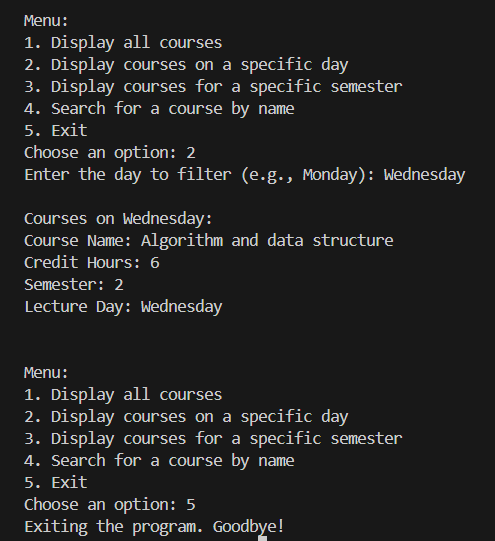 Menu:
1. Display all courses
2. Display courses on a specific day
3. Display courses for a specific semester
4. Search for a course by name
5. Exit
Choose an option: 2
Enter the day to filter (e.g., Monday): Wednesday
Courses on Wednesday:
Course Name: Algorithm and data structure
Credit Hours: 6
Semester: 2
Lecture Day: Wednesday
Menu:
1. Display all courses
2. Display courses on a specific day
3. Display courses for a specific semester
4. Search for a course by name
5. Exit
Choose an option: 5
Exiting the program. Goodbye!